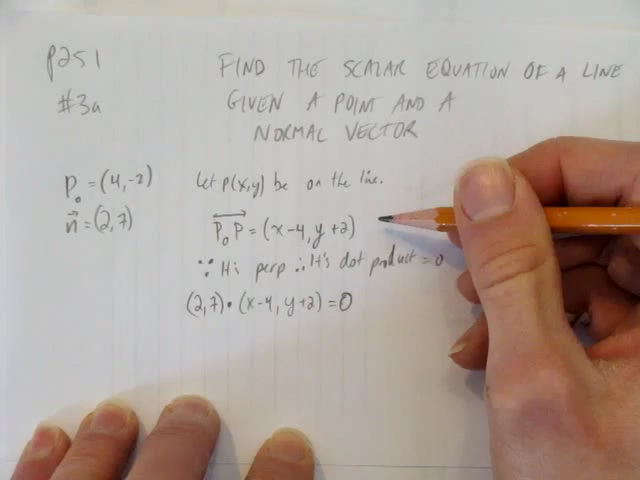 p251
#3a
FIND THE SCALAR EQUATION OF A LINE
GIVEN A POINT AND A
NORMAL VECTOR
P₀ = (4,-2)
n⃗ = (2,7)
Let P(x,y) be on the line.
P₀P = (x-4, y+2)
∵ It's perp ∴ It's dot product = 0
(2,7)•(x-4, y+2) = 0